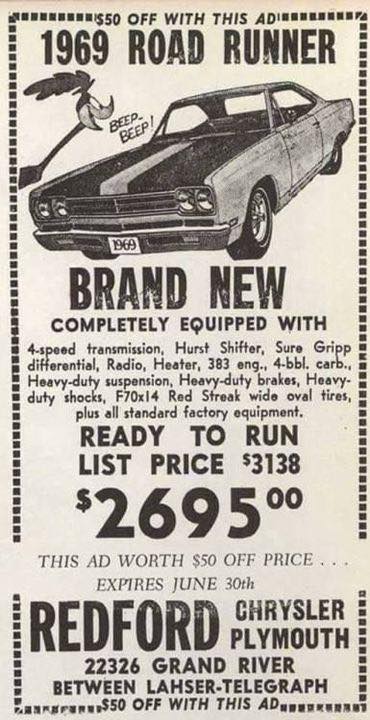 $50 OFF WITH THIS AD
1969 ROAD RUNNER
BEEP-
BEEP!
1969
BRAND NEW
COMPLETELY EQUIPPED WITH
4-speed transmission, Hurst Shifter, Sure Gripp
differential, Radio, Heater, 383 eng., 4-bbl. carb.,
Heavy-duty suspension, Heavy-duty brakes, Heavy-
duty shocks, F70x14 Red Streak wide oval tires,
plus all standard factory equipment.
READY TO RUN
LIST PRICE $3138
$2695 00
THIS AD WORTH $50 OFF PRICE . . .
EXPIRES JUNE 30th
REDFORD CHRYSLER
PLYMOUTH
22326 GRAND RIVER
BETWEEN LAHSER-TELEGRAPH
$50 OFF WITH THIS AD